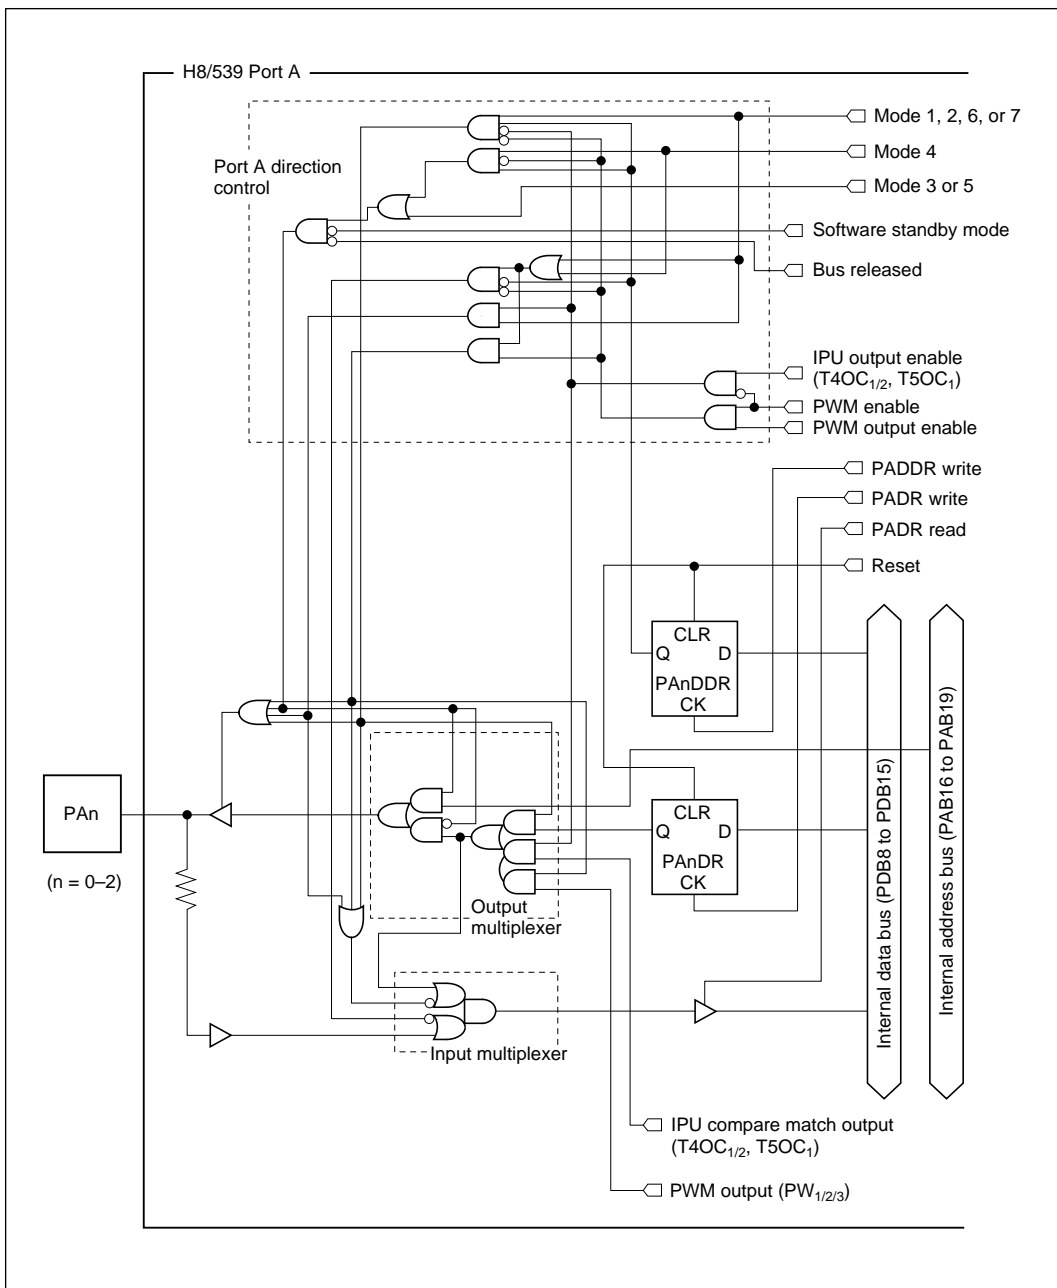 H8/539 Port A
Mode 1, 2, 6, or 7
Port A direction
control
Mode 4
Mode 3 or 5
Software standby mode
Bus released
IPU output enable
(T4OC1/2, T5OC1)
PWM enable
PWM output enable
PADDR write
PADR write
PADR read
Reset
CLR
Q D
PAnDDR
CK
CLR
Q D
PAnDR
CK
Internal data bus (PDB8 to PDB15)
Internal address bus (PAB16 to PAB19)
PAn
(n = 0–2)
Output
multiplexer
Input multiplexer
IPU compare match output
(T4OC1/2, T5OC1)
PWM output (PW1/2/3)